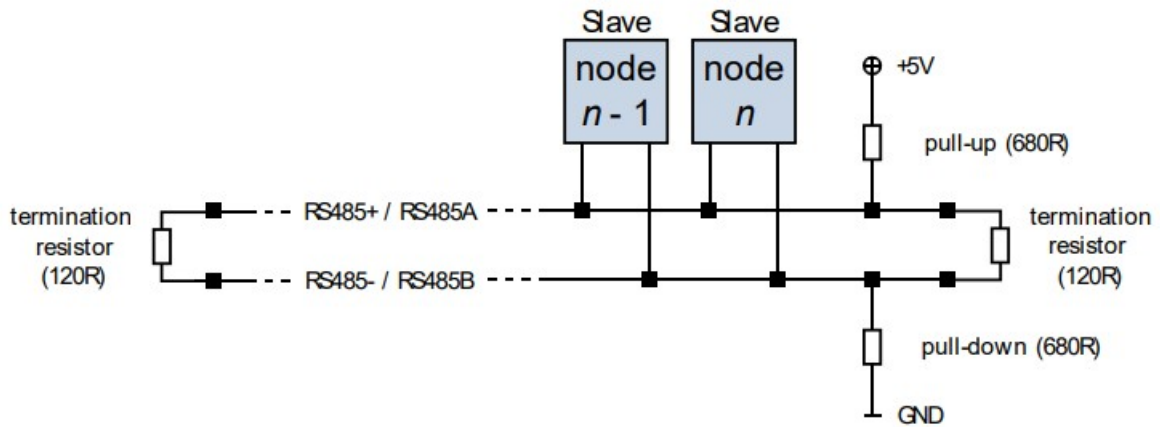 Slave
Slave
node
n - 1
node
n
+5V
pull-up (680R)
termination
resistor
(120R)
RS485+ / RS485A
RS485- / RS485B
termination
resistor
(120R)
pull-down (680R)
GND